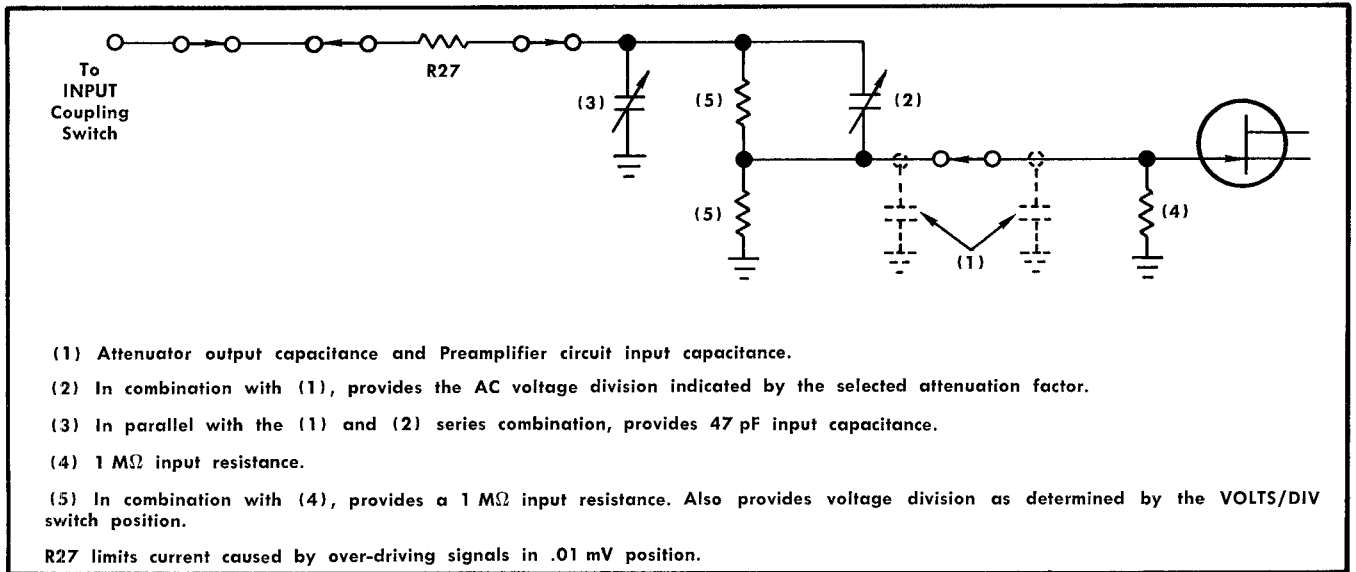 To
INPUT
Coupling
Switch
R27
(3)
(5)
(2)
(5)
(1)
(4)
(1) Attenuator output capacitance and Preamplifier circuit input capacitance.
(2) In combination with (1), provides the AC voltage division indicated by the selected attenuation factor.
(3) In parallel with the (1) and (2) series combination, provides 47 pF input capacitance.
(4) 1 MΩ input resistance.
(5) In combination with (4), provides a 1 MΩ input resistance. Also provides voltage division as determined by the VOLTS/DIV
switch position.
R27 limits current caused by over-driving signals in .01 mV position.